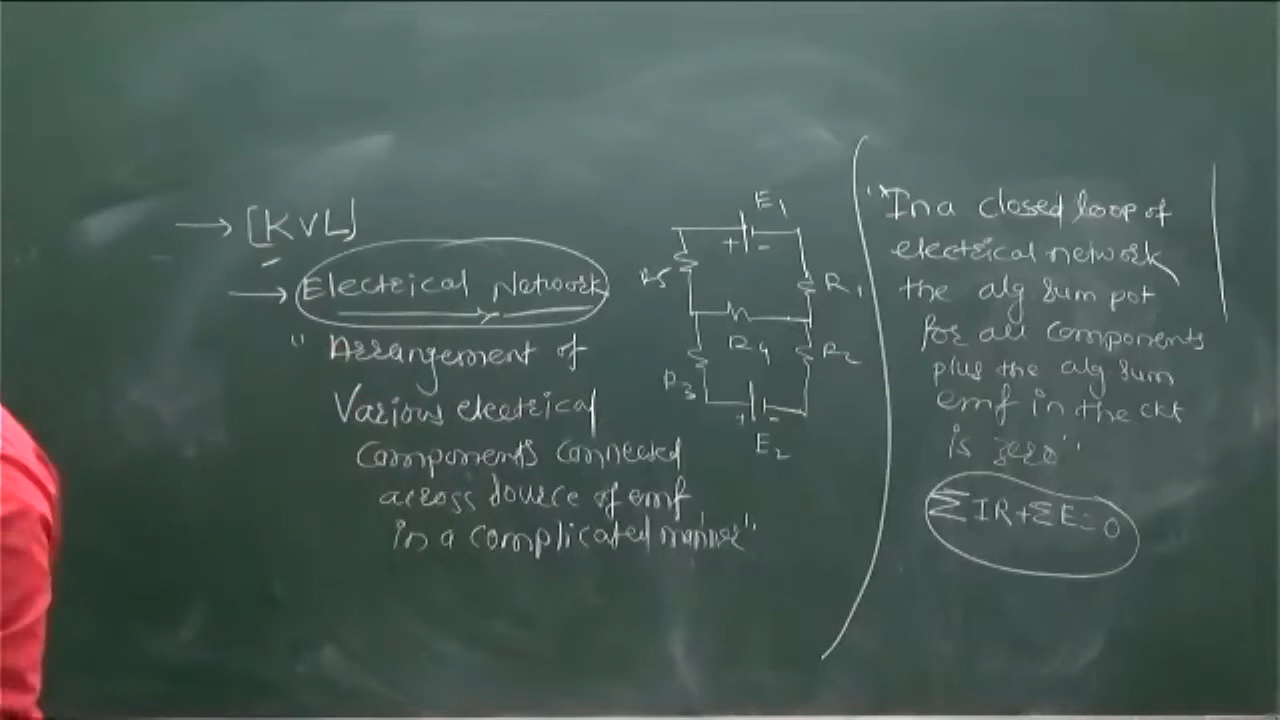 → [KVL]
→ Electrical Network
" Arrangement of
Various electrical
Components connected
across source of emf
in a complicated manner"
E1
+ -
R5
R1
R4
R3
R2
+ -
E2
"In a closed loop of
electrical network
the alg sum pot
for all components
plus the alg sum
emf in the ckt
is zero"
ΣIR+ΣE=0